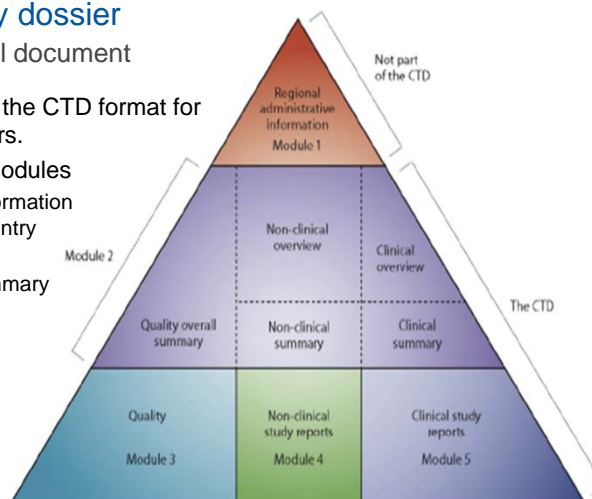 y dossier
l document
the CTD format for
rs.
odules
ormation
ntry
mmary
Not part
of the CTD
Regional
administrative
information
Module 1
Module 2
Non-clinical
overview
Clinical
overview
The CTD
Quality overall
summary
Non-clinical
summary
Clinical
summary
Quality
Module 3
Non-clinical
study reports
Module 4
Clinical study
reports
Module 5